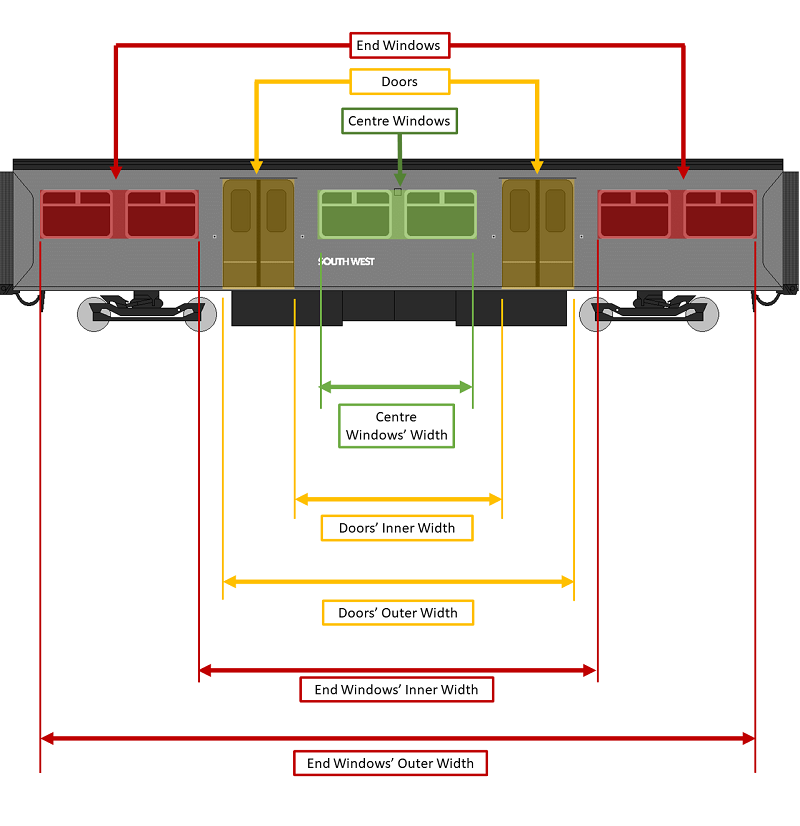 End Windows
Doors
Centre Windows
SOUTH WEST
Centre
Windows’ Width
Doors’ Inner Width
Doors’ Outer Width
End Windows’ Inner Width
End Windows’ Outer Width